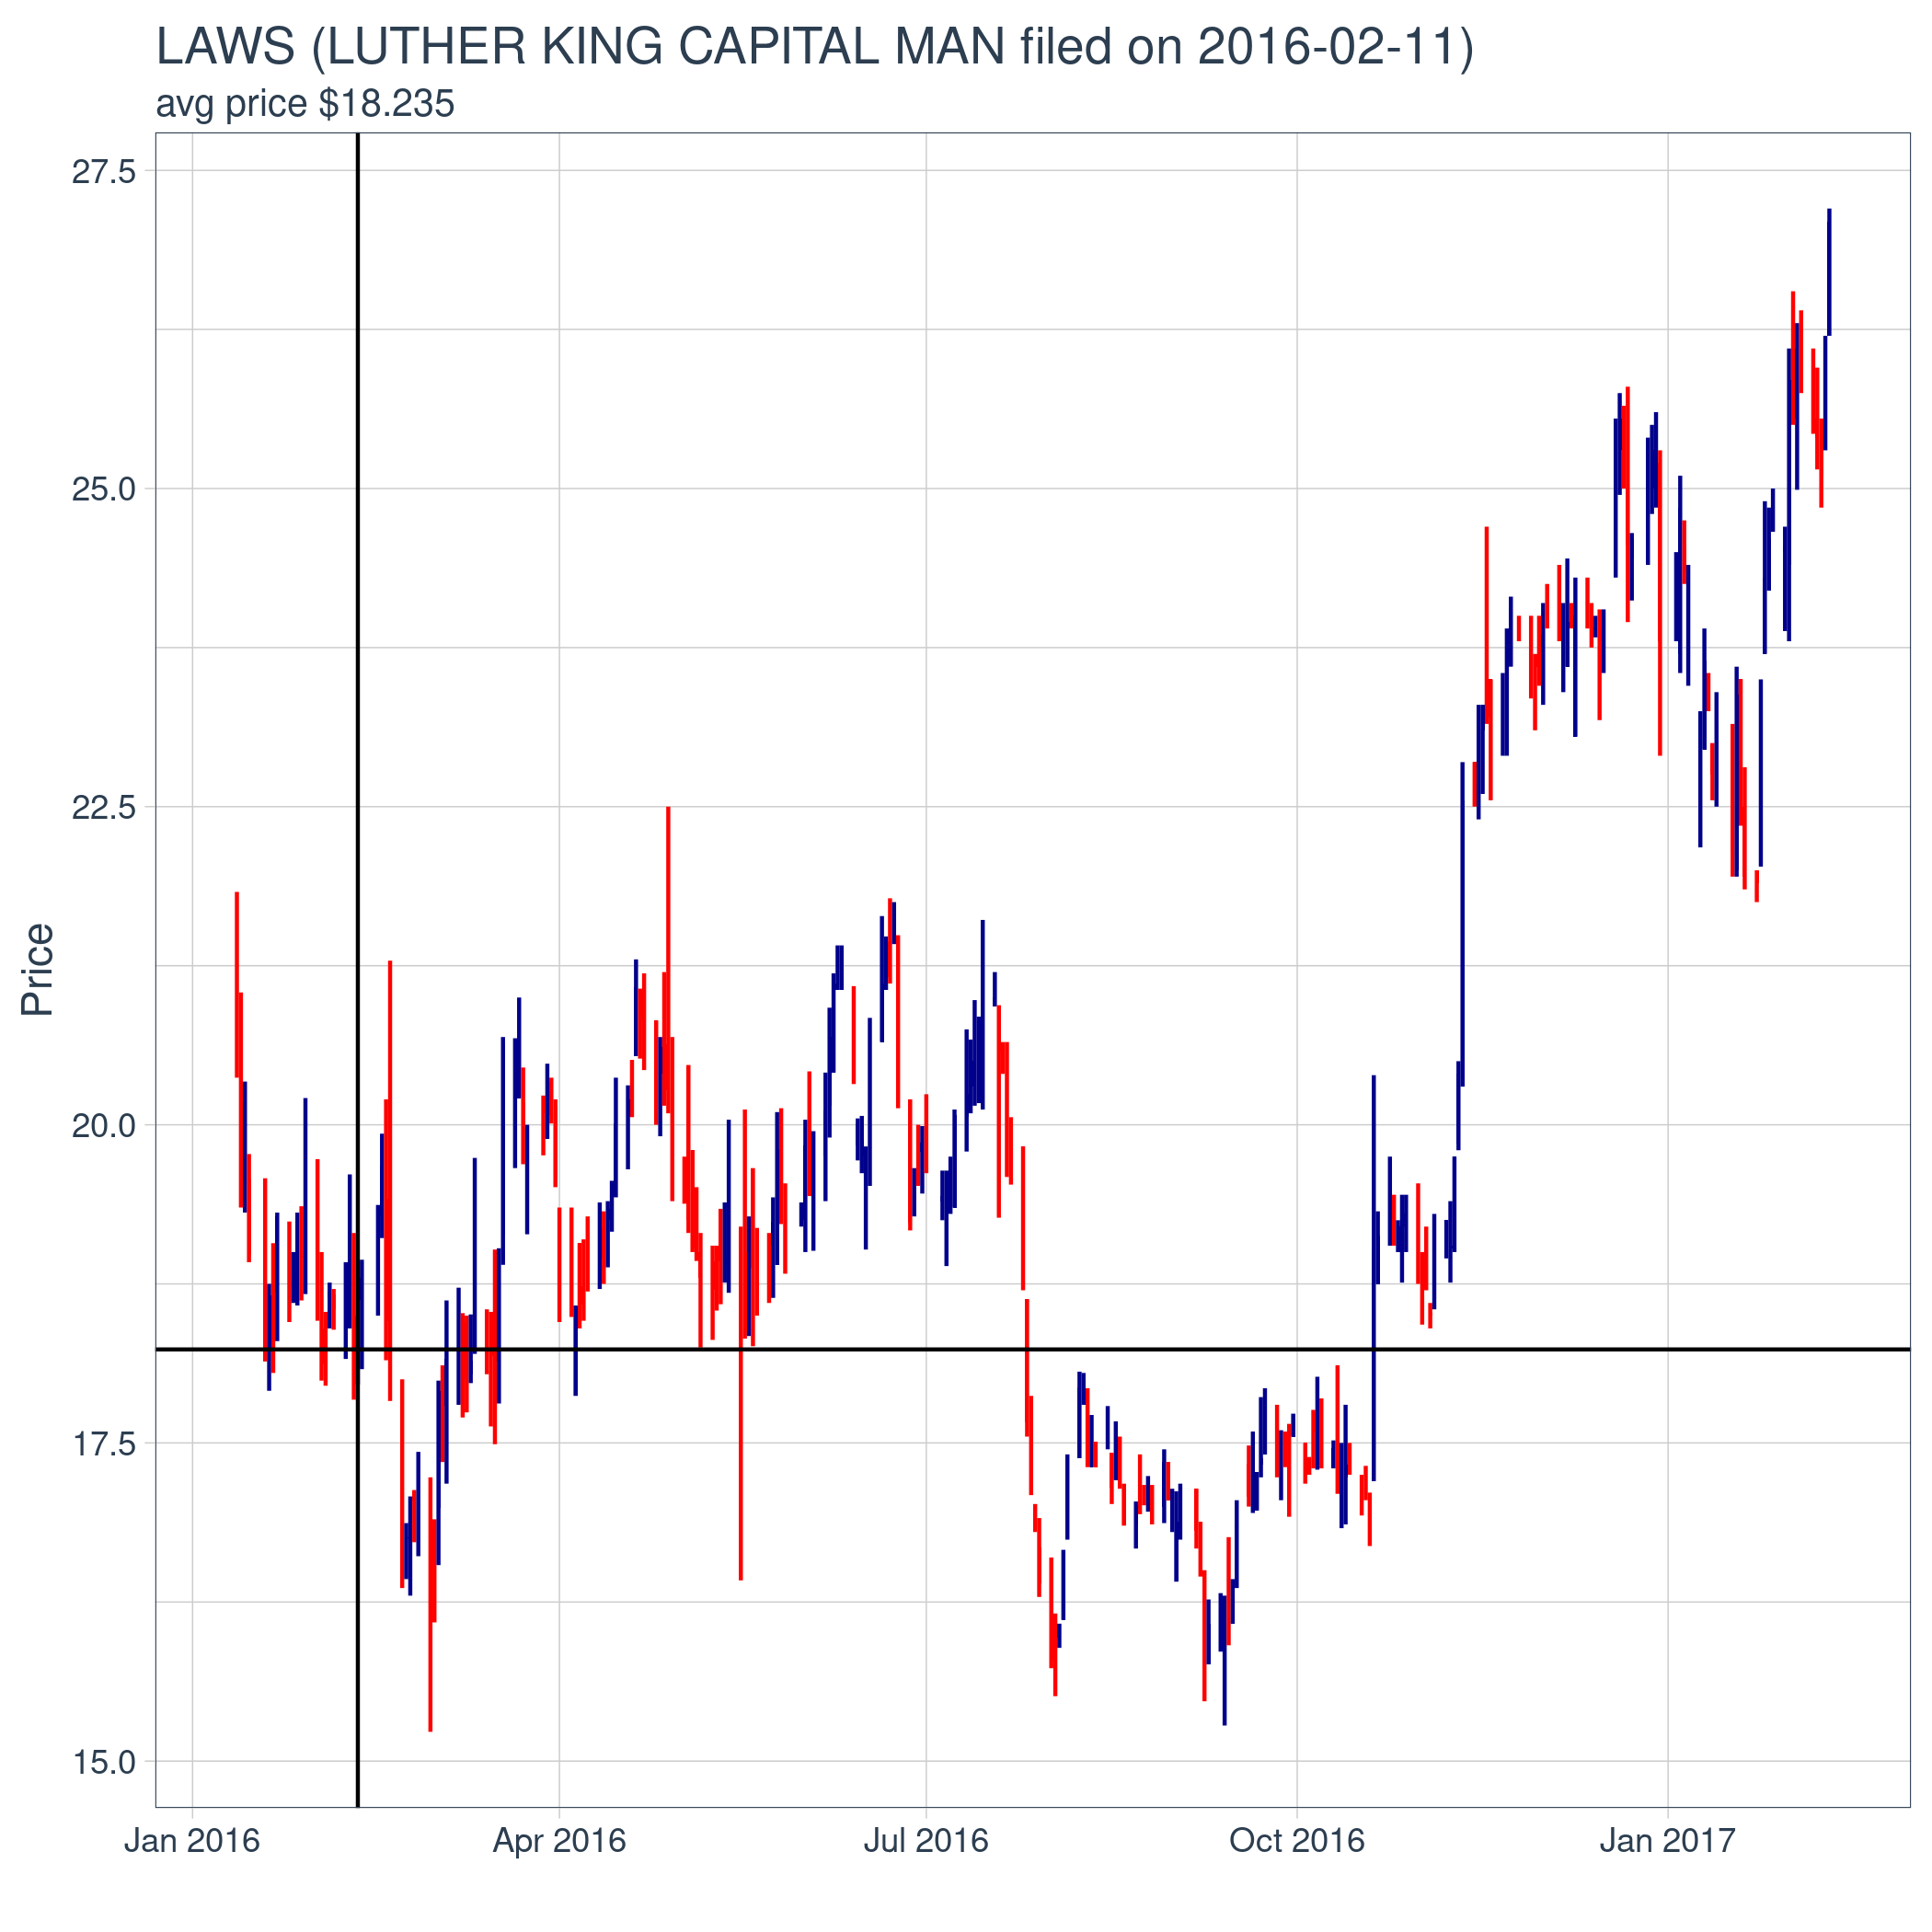 LAWS (LUTHER KING CAPITAL MAN filed on 2016-02-11)
avg price $18.235
27.5
25.0
22.5
20.0
17.5
15.0
Price
Jan 2016
Apr 2016
Jul 2016
Oct 2016
Jan 2017